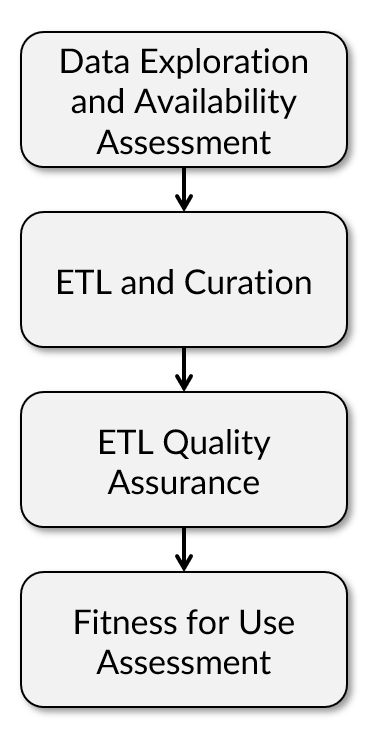 Data Exploration
and Availability
Assessment
ETL and Curation
ETL Quality
Assurance
Fitness for Use
Assessment